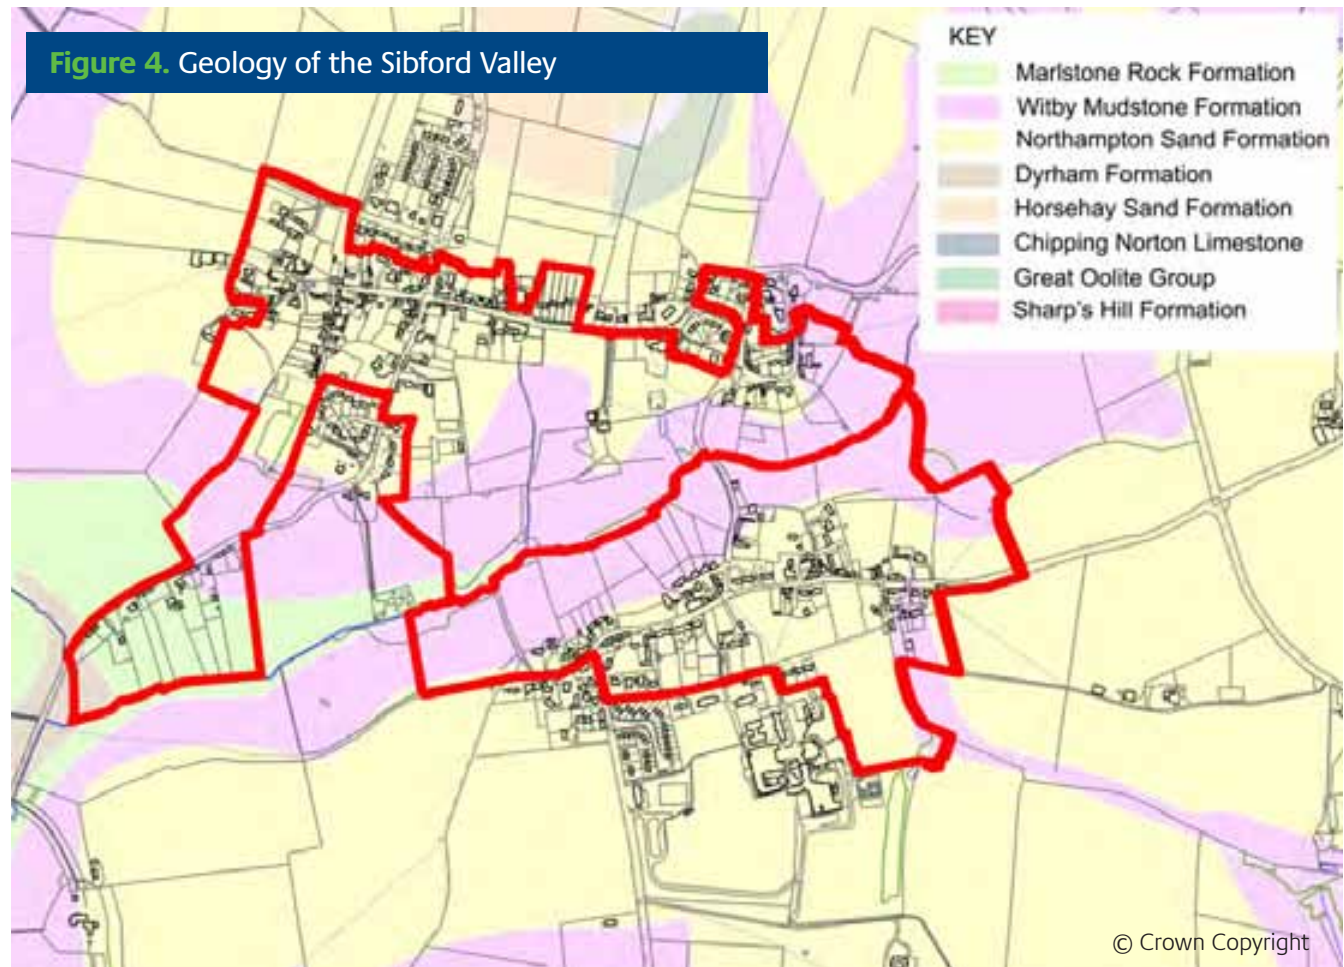 Figure 4. Geology of the Sibford Valley
KEY
Marlstone Rock Formation
Witby Mudstone Formation
Northampton Sand Formation
Dyrham Formation
Horsehay Sand Formation
Chipping Norton Limestone
Great Oolite Group
Sharp's Hill Formation
© Crown Copyright